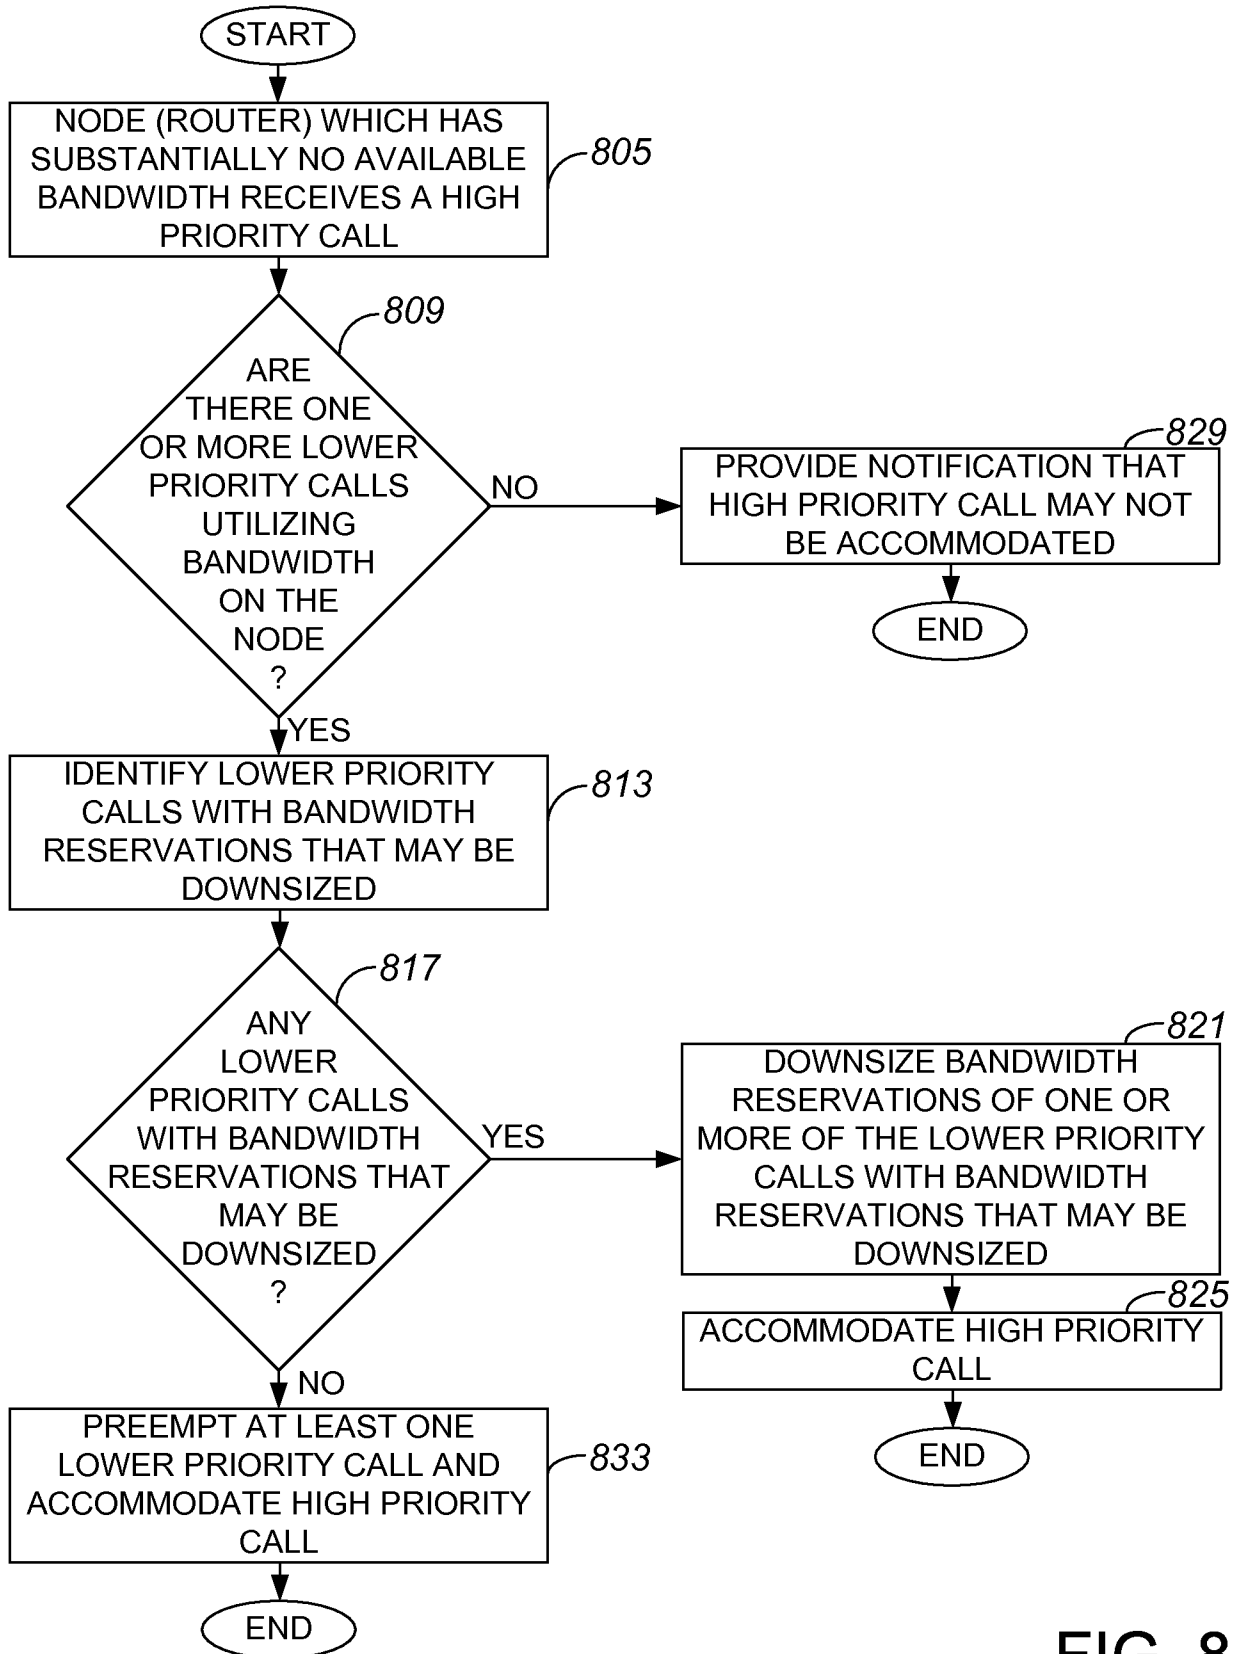 START
NODE (ROUTER) WHICH HAS
SUBSTANTIALLY NO AVAILABLE
BANDWIDTH RECEIVES A HIGH
PRIORITY CALL
805
809
ARE
THERE ONE
OR MORE LOWER
PRIORITY CALLS
UTILIZING
BANDWIDTH
ON THE
NODE
?
NO
829
PROVIDE NOTIFICATION THAT
HIGH PRIORITY CALL MAY NOT
BE ACCOMMODATED
END
YES
IDENTIFY LOWER PRIORITY
CALLS WITH BANDWIDTH
RESERVATIONS THAT MAY BE
DOWNSIZED
813
817
ANY
LOWER
PRIORITY CALLS
WITH BANDWIDTH
RESERVATIONS THAT
MAY BE
DOWNSIZED
?
YES
821
DOWNSIZE BANDWIDTH
RESERVATIONS OF ONE OR
MORE OF THE LOWER PRIORITY
CALLS WITH BANDWIDTH
RESERVATIONS THAT MAY BE
DOWNSIZED
825
ACCOMMODATE HIGH PRIORITY
CALL
END
NO
PREEMPT AT LEAST ONE
LOWER PRIORITY CALL AND
ACCOMMODATE HIGH PRIORITY
CALL
833
END
FIG. 8